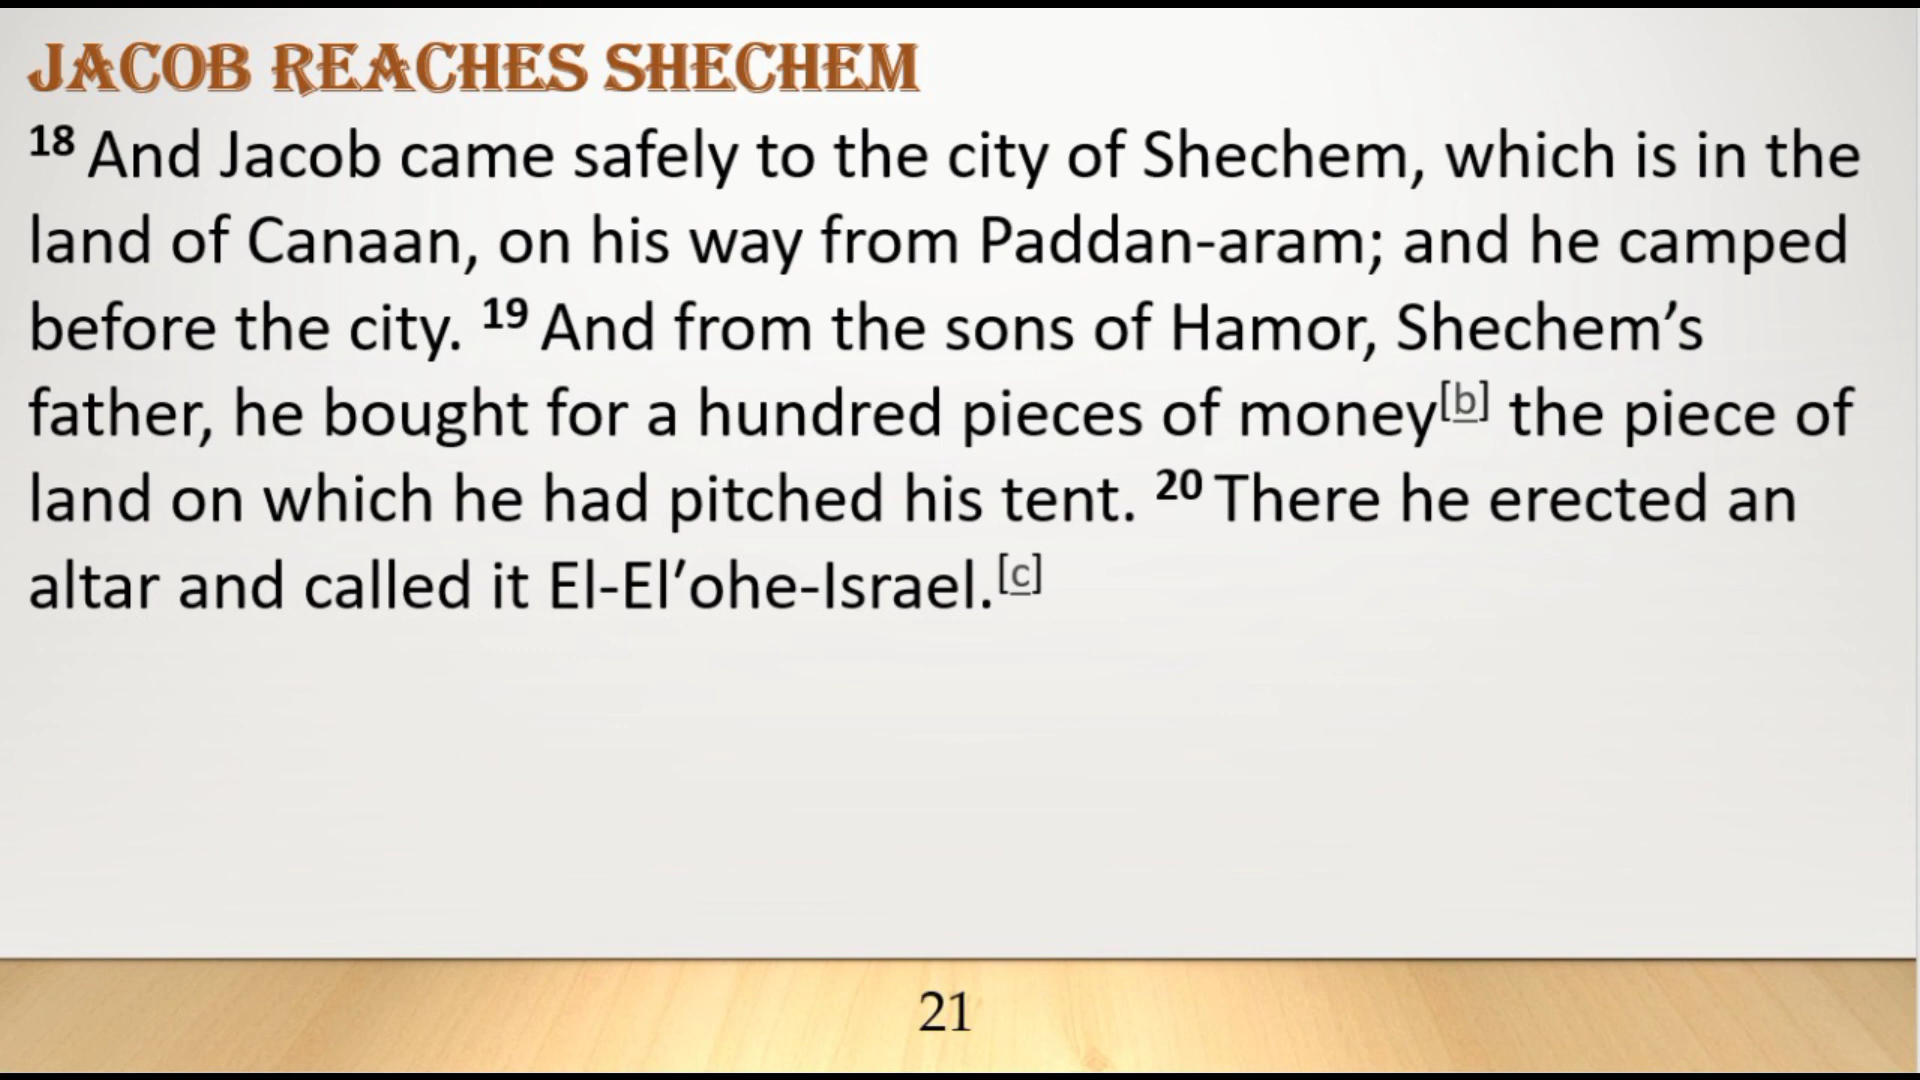 JACOB REACHES SHECHEM
18 And Jacob came safely to the city of Shechem, which is in the
land of Canaan, on his way from Paddan-aram; and he camped
before the city. 19 And from the sons of Hamor, Shechem’s
father, he bought for a hundred pieces of money[b] the piece of
land on which he had pitched his tent. 20 There he erected an
altar and called it El-El′ohe-Israel.[c]
21